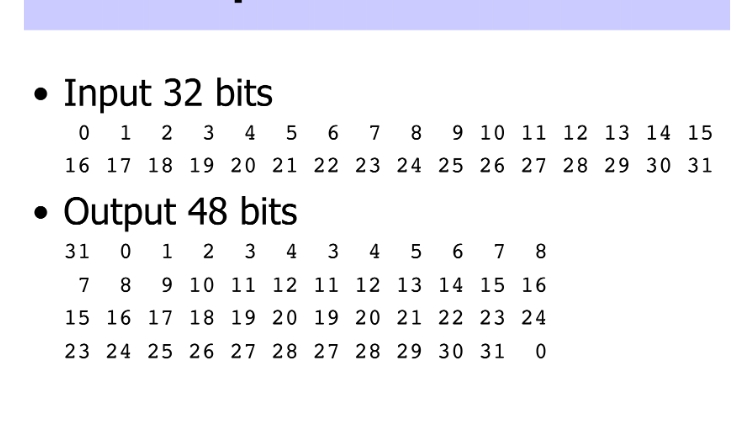 • Input 32 bits
0 1 2 3 4 5 6 7 8 9 10 11 12 13 14 15
16 17 18 19 20 21 22 23 24 25 26 27 28 29 30 31
• Output 48 bits
31 0 1 2 3 4 3 4 5 6 7 8
7 8 9 10 11 12 11 12 13 14 15 16
15 16 17 18 19 20 19 20 21 22 23 24
23 24 25 26 27 28 27 28 29 30 31 0